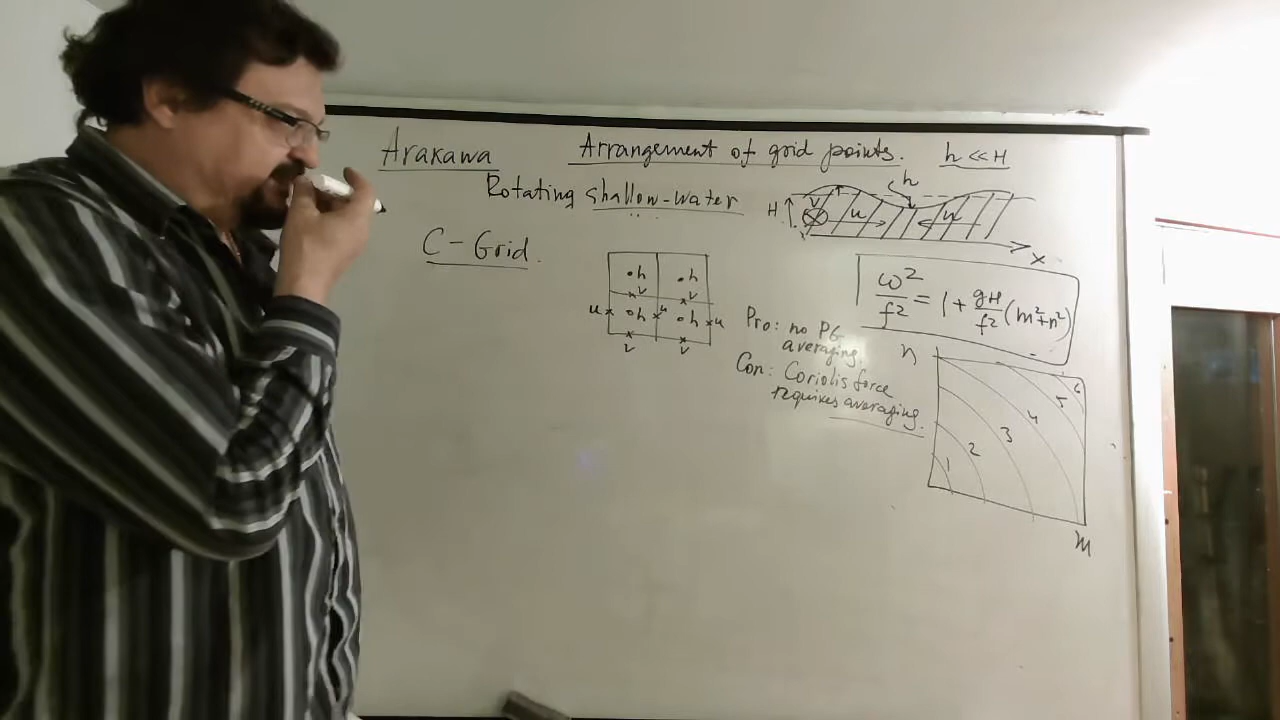 Arakawa
Arrangement of grid points.
h << H
Rotating shallow-water
h
H
v
u
u
x
C-Grid.
h
h
v
v
u
h
u
h
u
v
v
ω²/f² = 1 + gH/f² (m²+n²)
Pro: no PG
averaging.
Con: Coriolis force
requires averaging.
n
6
5
4
3
2
1
m